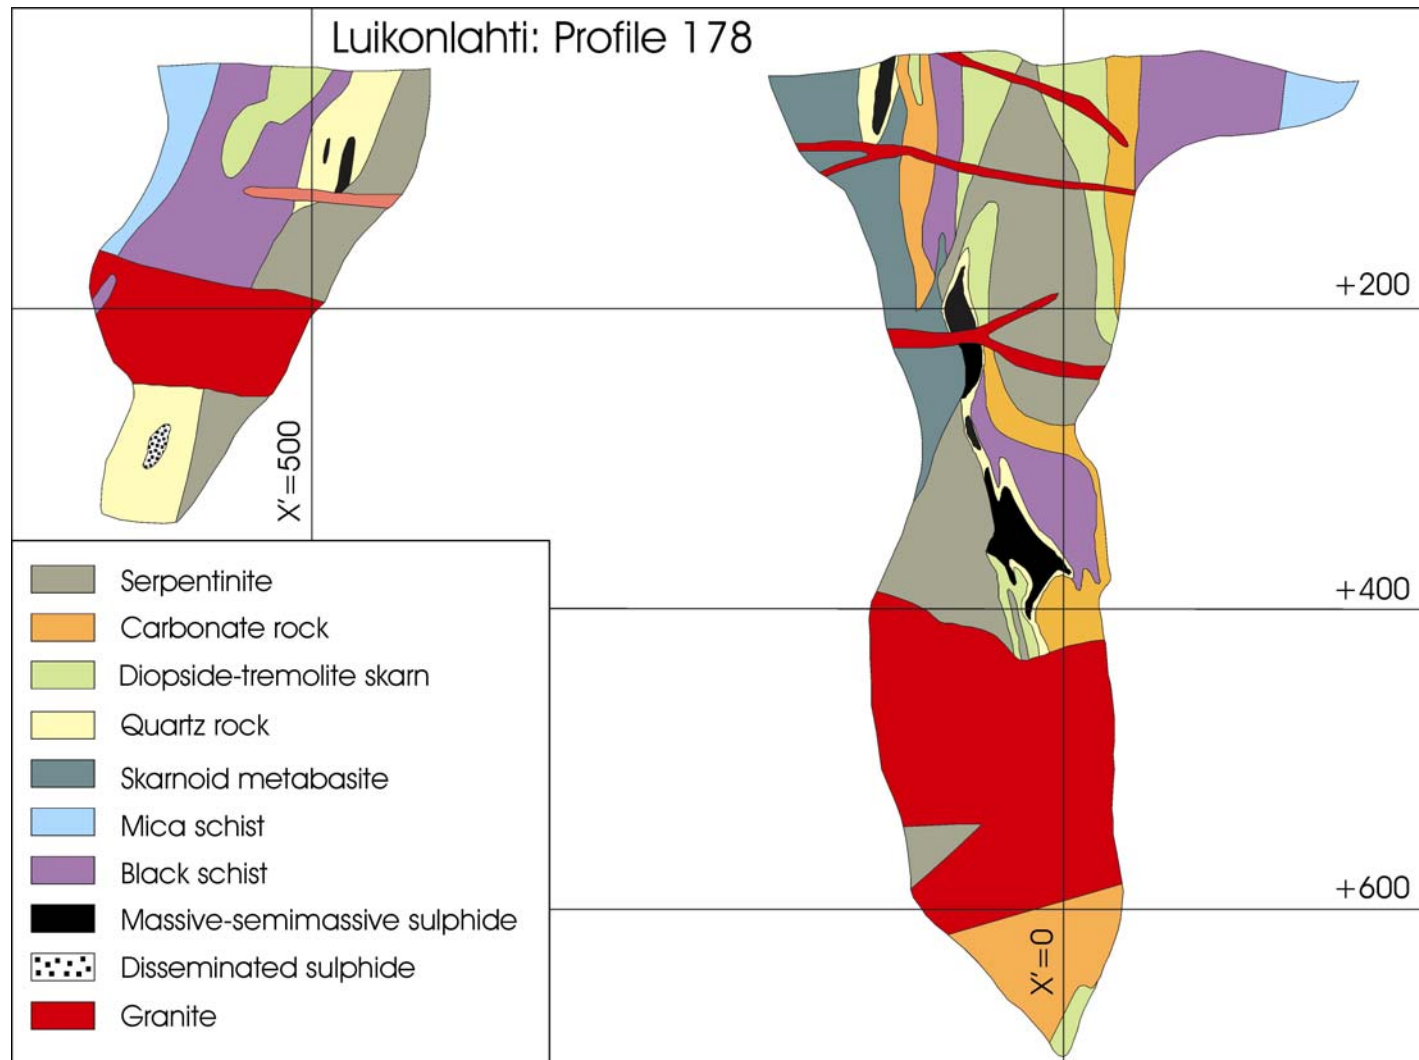 Luikonlahti: Profile 178
+200
X'=500
+400
Serpentinite
Carbonate rock
Diopside-tremolite skarn
Quartz rock
Skarnoid metabasite
Mica schist
Black schist
Massive-semimassive sulphide
Disseminated sulphide
Granite
+600
X'=0